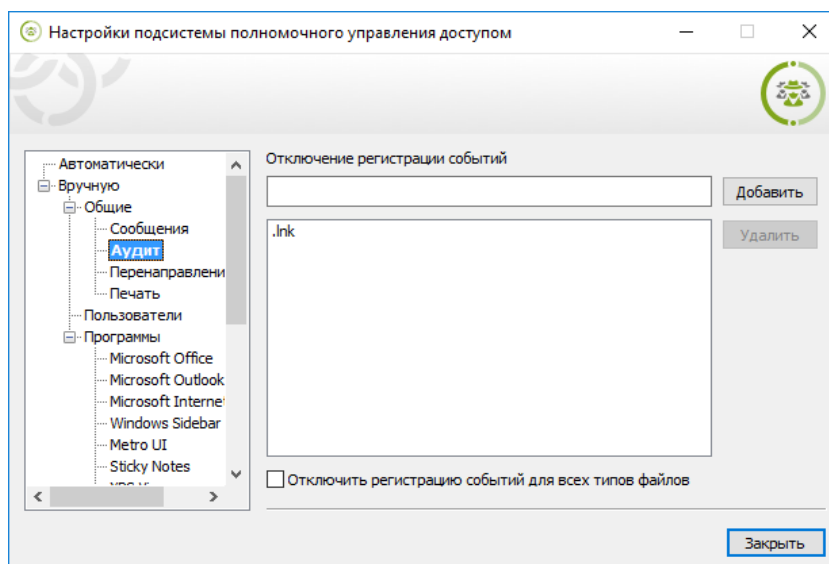 Настройки подсистемы полномочного управления доступом
Автоматически
Вручную
Общие
Сообщения
Аудит
Перенаправлени
Печать
Пользователи
Программы
Microsoft Office
Microsoft Outlook
Microsoft Interne
Windows Sidebar
Metro UI
Sticky Notes
Отключение регистрации событий
Добавить
.lnk
Удалить
Отключить регистрацию событий для всех типов файлов
Закрыть